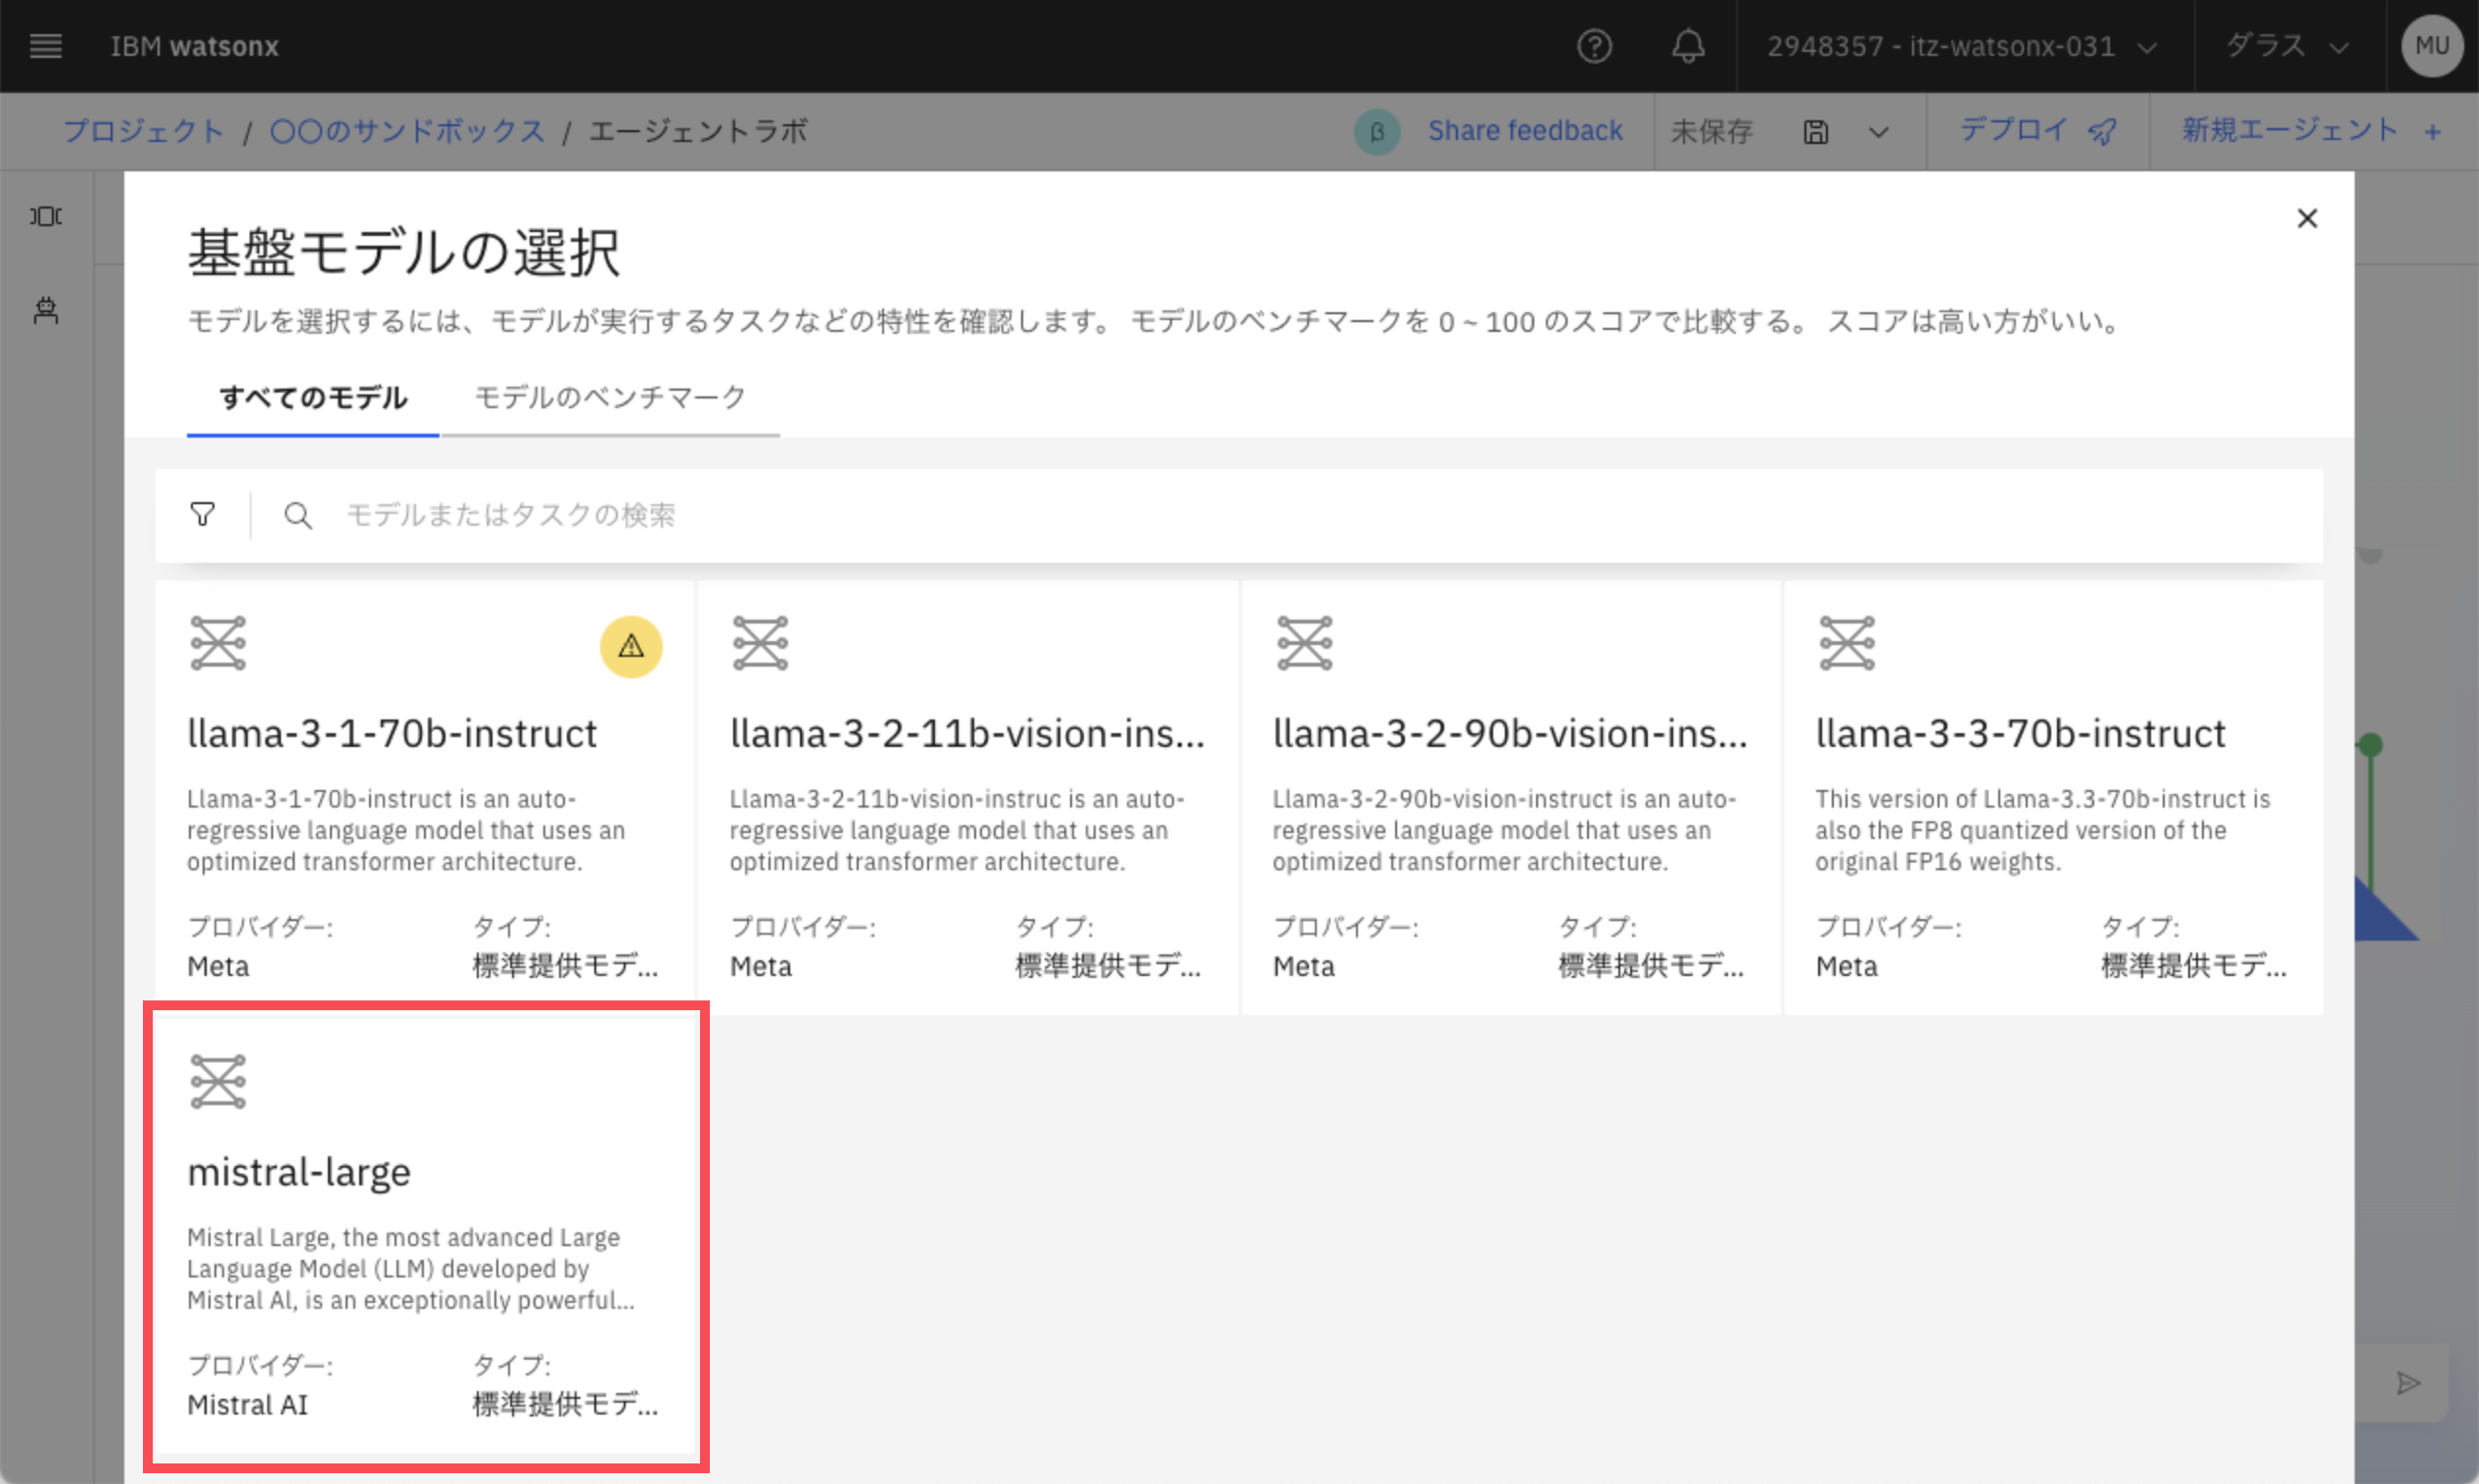 IBM watsonx
2948357 - itz-watsonx-031
ダラス
MU
プロジェクト / 〇〇のサンドボックス / エージェントラボ
β
Share feedback
未保存
デプロイ
新規エージェント +
基盤モデルの選択
モデルを選択するには、モデルが実行するタスクなどの特性を確認します。 モデルのベンチマークを 0 ~ 100 のスコアで比較する。 スコアは高い方がいい。
すべてのモデル
モデルのベンチマーク
モデルまたはタスクの検索
llama-3-1-70b-instruct
Llama-3-1-70b-instruct is an auto-
regressive language model that uses an
optimized transformer architecture.
プロバイダー:
タイプ:
Meta
標準提供モデ...
llama-3-2-11b-vision-ins...
Llama-3-2-11b-vision-instruc is an auto-
regressive language model that uses an
optimized transformer architecture.
プロバイダー:
タイプ:
Meta
標準提供モデ...
llama-3-2-90b-vision-ins...
Llama-3-2-90b-vision-instruct is an auto-
regressive language model that uses an
optimized transformer architecture.
プロバイダー:
タイプ:
Meta
標準提供モデ...
llama-3-3-70b-instruct
This version of Llama-3.3-70b-instruct is
also the FP8 quantized version of the
original FP16 weights.
プロバイダー:
タイプ:
Meta
標準提供モデ...
mistral-large
Mistral Large, the most advanced Large
Language Model (LLM) developed by
Mistral Al, is an exceptionally powerful...
プロバイダー:
タイプ:
Mistral AI
標準提供モデ...